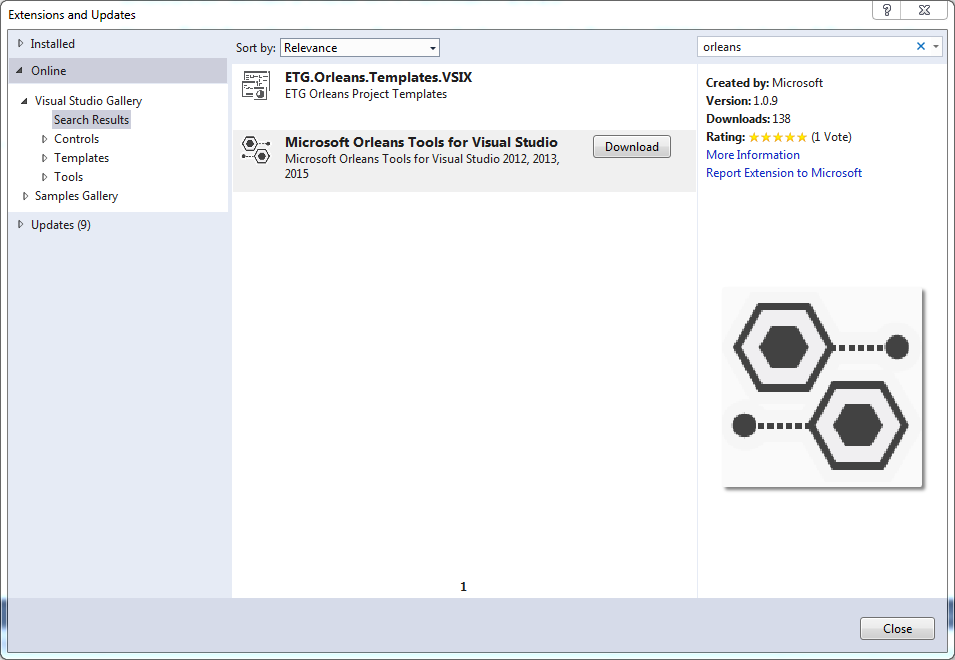 Extensions and Updates
Installed
Online
Visual Studio Gallery
Search Results
Controls
Templates
Tools
Samples Gallery
Updates (9)
Sort by: Relevance
ETG.Orleans.Templates.VSIX
ETG Orleans Project Templates
Microsoft Orleans Tools for Visual Studio
Microsoft Orleans Tools for Visual Studio 2012, 2013,
2015
Download
1
orleans
Created by: Microsoft
Version: 1.0.9
Downloads: 138
Rating: (1 Vote)
More Information
Report Extension to Microsoft
Close